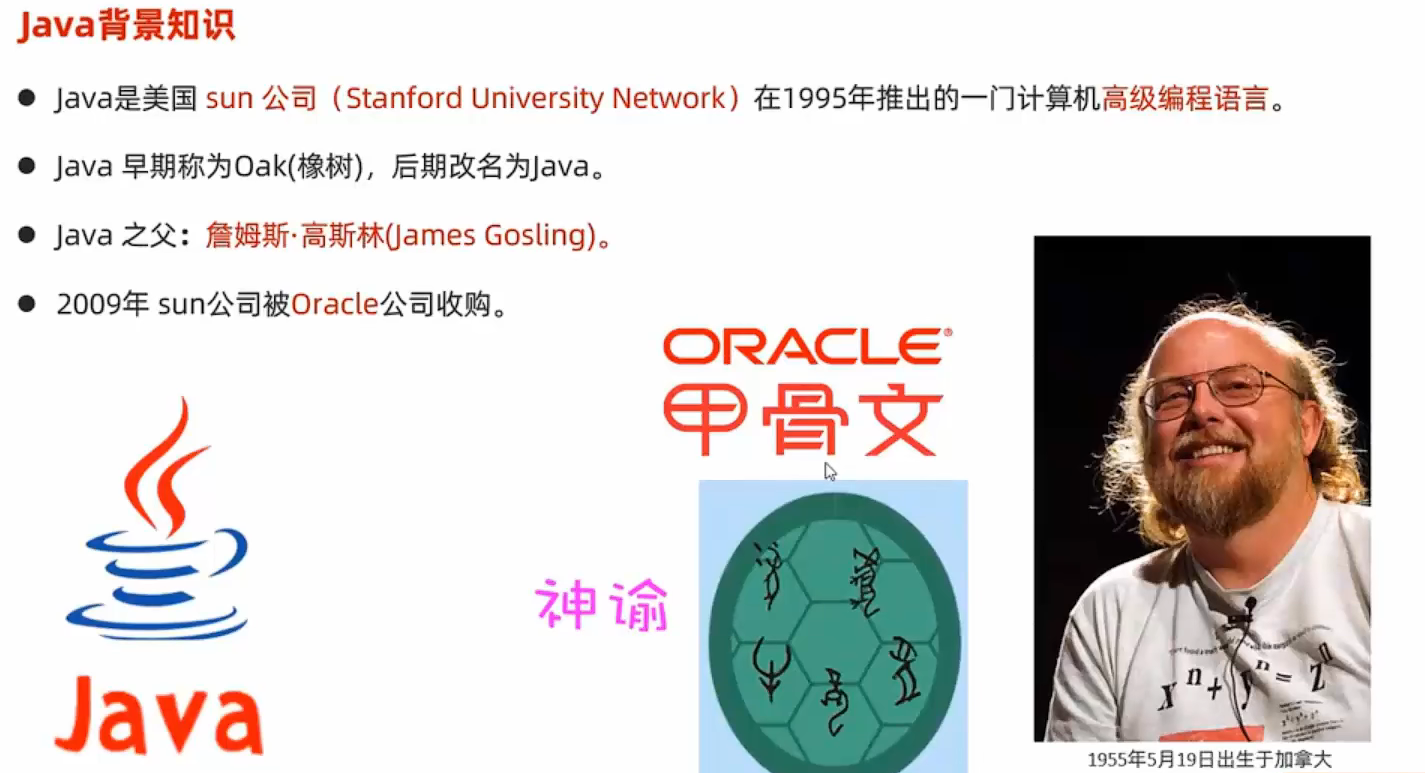 Java背景知识
● Java是美国 sun 公司（Stanford University Network）在1995年推出的一门计算机高级编程语言。
● Java 早期称为Oak(橡树)，后期改名为Java。
● Java 之父：詹姆斯·高斯林(James Gosling)。
● 2009年 sun公司被Oracle公司收购。
ORACLE®
甲骨文
神谕
Java
xⁿ+yⁿ=zⁿ
1955年5月19日出生于加拿大